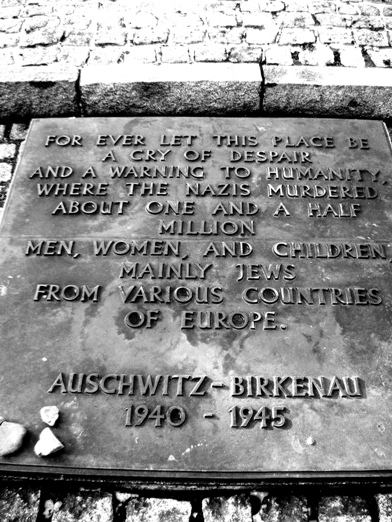 FOR EVER LET THIS PLACE BE
A CRY OF DESPAIR
AND A WARNING TO HUMANITY,
WHERE THE NAZIS MURDERED
ABOUT ONE AND A HALF
MILLION
MEN, WOMEN, AND CHILDREN,
MAINLY JEWS
FROM VARIOUS COUNTRIES
OF EUROPE.
AUSCHWITZ-BIRKENAU
1940 - 1945